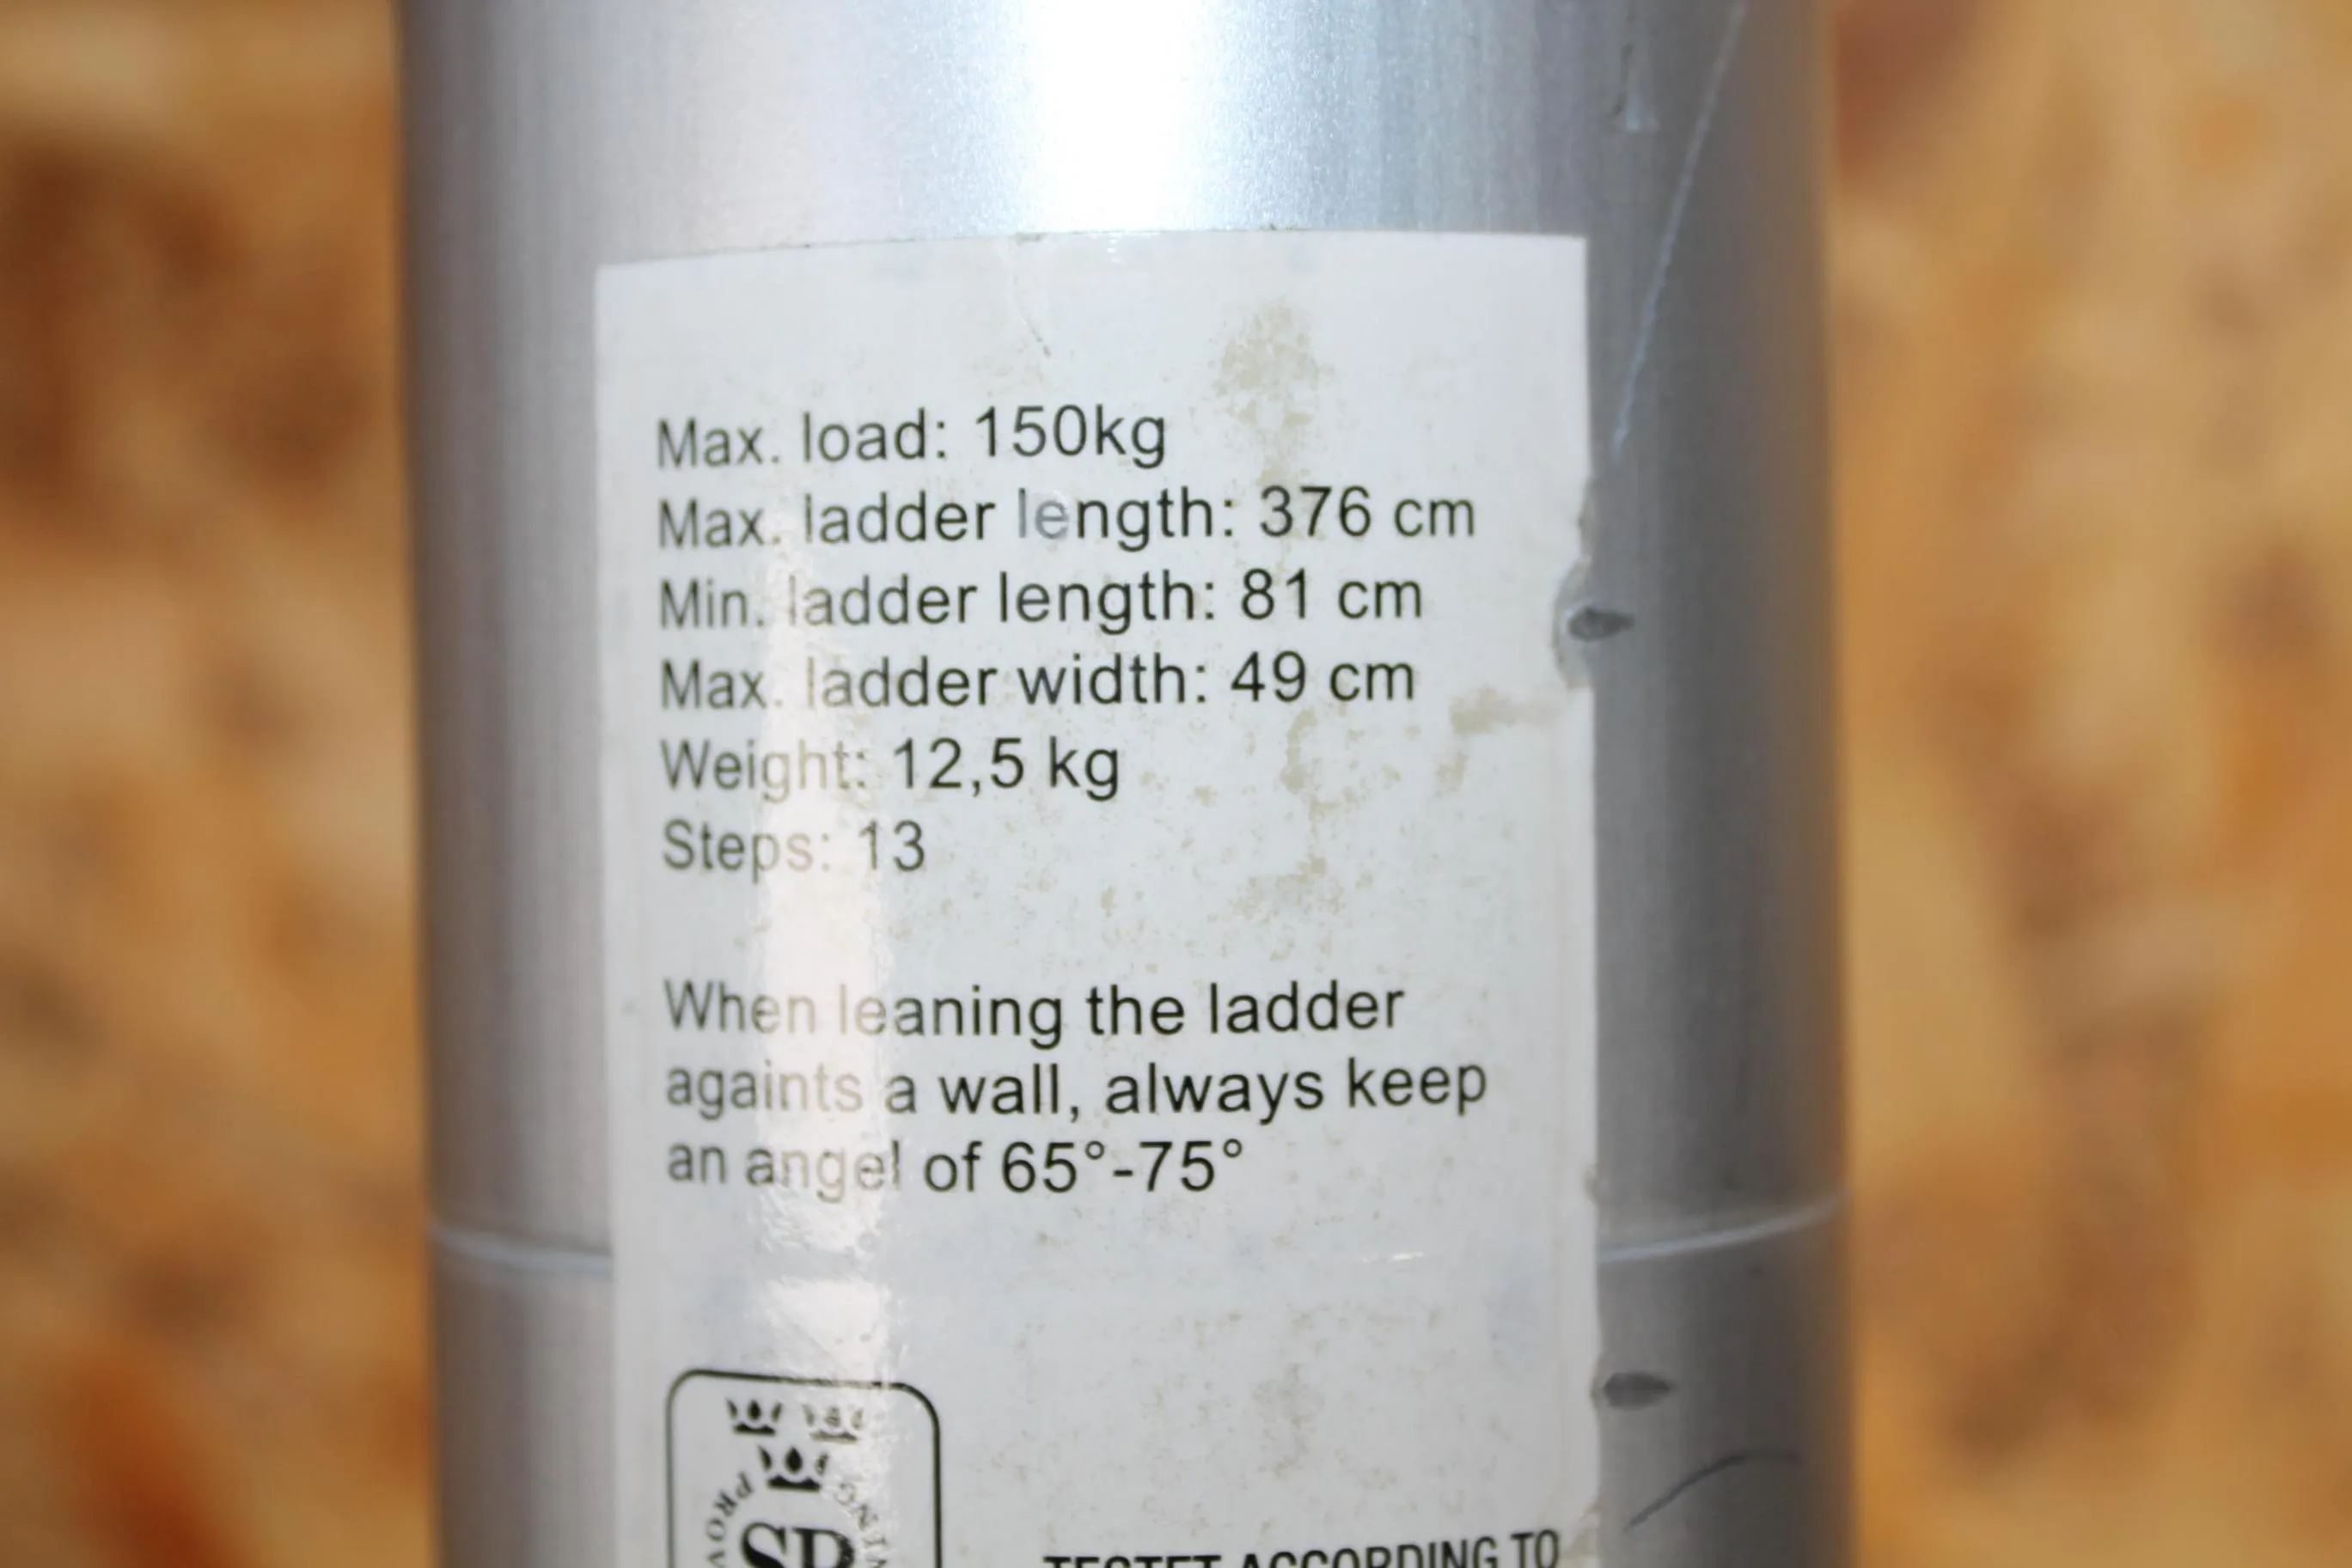 Max. load: 150kg
Max. ladder length: 376 cm
Min. ladder length: 81 cm
Max. ladder width: 49 cm
Weight: 12,5 kg
Steps: 13
When leaning the ladder
againts a wall, always keep
an angel of 65°-75°
SP
TESTET ACCORDING TO